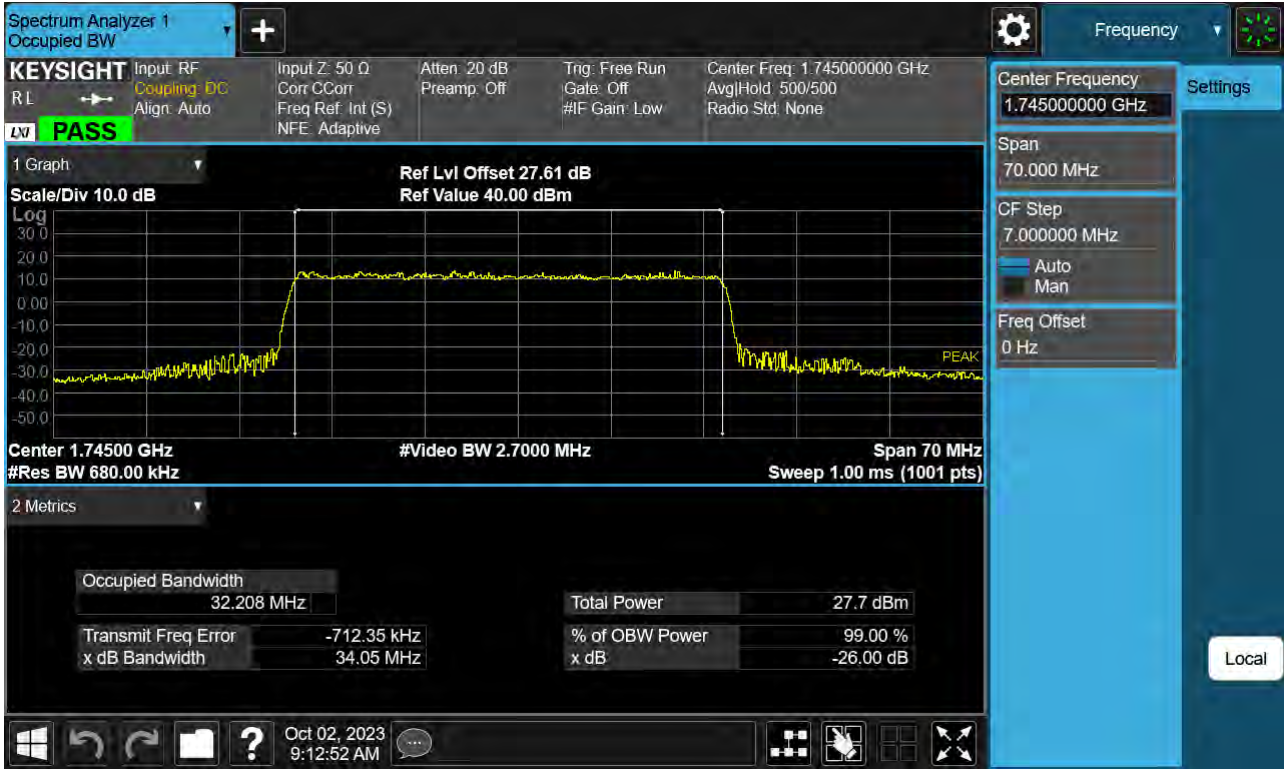 Spectrum Analyzer 1
Occupied BW
Frequency
KEYSIGHT
RL
LXI PASS
Input: RF
Coupling: DC
Align: Auto
Input Z: 50 Ω
Corr CCorr
Freq Ref: Int (S)
NFE: Adaptive
Atten: 20 dB
Preamp: Off
Trig: Free Run
Gate: Off
#IF Gain: Low
Center Freq: 1.745000000 GHz
Avg|Hold: 500/500
Radio Std: None
1 Graph
Scale/Div 10.0 dB
Ref Lvl Offset 27.61 dB
Ref Value 40.00 dBm
Log
30.0
20.0
10.0
0.00
-10.0
-20.0
-30.0
-40.0
-50.0
PEAK
Center 1.74500 GHz
#Video BW 2.7000 MHz
Span 70 MHz
#Res BW 680.00 kHz
Sweep 1.00 ms (1001 pts)
2 Metrics
Occupied Bandwidth
32.208 MHz
Total Power 27.7 dBm
Transmit Freq Error -712.35 kHz
% of OBW Power 99.00 %
x dB Bandwidth 34.05 MHz
x dB -26.00 dB
Center Frequency
1.745000000 GHz
Settings
Span
70.000 MHz
CF Step
7.000000 MHz
Auto
Man
Freq Offset
0 Hz
Local
?
Oct 02, 2023
9:12:52 AM